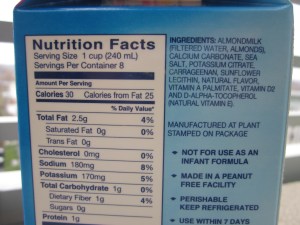 Nutrition Facts
Serving Size 1 cup (240 mL)
Servings Per Container 8
Amount Per Serving
Calories 30 Calories from Fat 25
% Daily Value*
Total Fat 2.5g 4%
Saturated Fat 0g 0%
Trans Fat 0g
Cholesterol 0mg 0%
Sodium 180mg 8%
Potassium 170mg 5%
Total Carbohydrate 1g 0%
Dietary Fiber 1g 4%
Sugars 0g
Protein 1g
INGREDIENTS: ALMONDMILK
(FILTERED WATER, ALMONDS),
CALCIUM CARBONATE, SEA
SALT, POTASSIUM CITRATE,
CARRAGEENAN, SUNFLOWER
LECITHIN, NATURAL FLAVOR,
VITAMIN A PALMITATE, VITAMIN D2
AND D-ALPHA-TOCOPHEROL
(NATURAL VITAMIN E).
MANUFACTURED AT PLANT
STAMPED ON PACKAGE
• NOT FOR USE AS AN
INFANT FORMULA
• MADE IN A PEANUT
FREE FACILITY
• PERISHABLE
KEEP REFRIGERATED
• USE WITHIN 7 DAYS